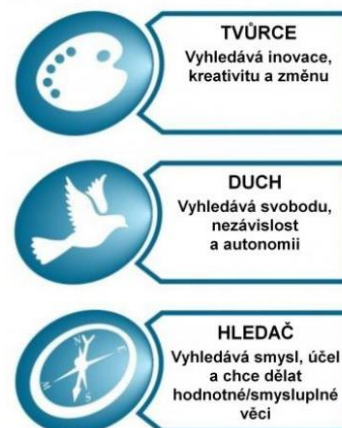 TVŮRCE
Vyhledává inovace,
kreativitu a změnu
DUCH
Vyhledává svobodu,
nezávislost
a autonomii
N
E
S
W
HLEDAČ
Vyhledává smysl, účel
a chce dělat
hodnotné/smysluplné
věci